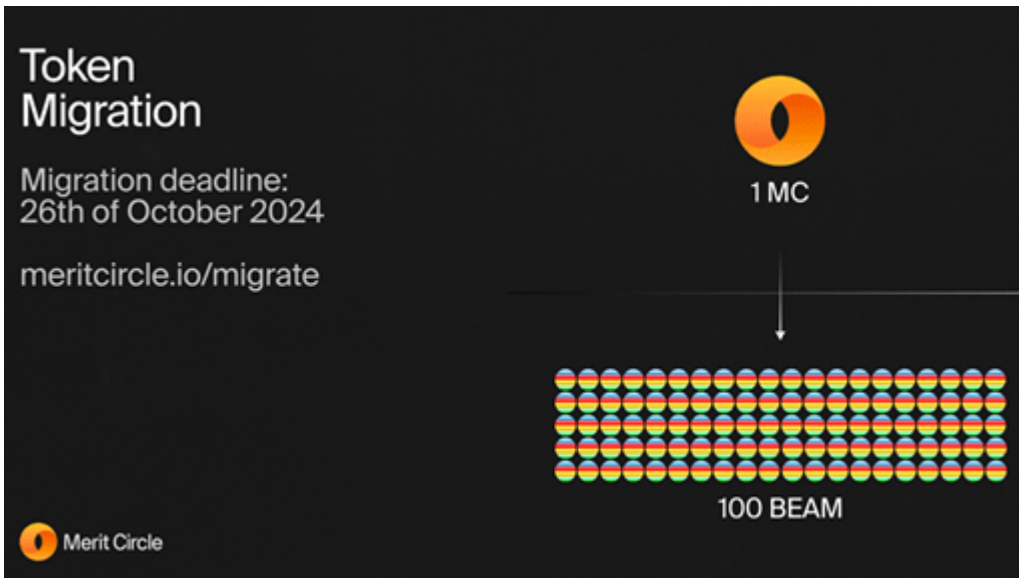 Token
Migration
Migration deadline:
26th of October 2024
meritcircle.io/migrate
1 MC
100 BEAM
Merit Circle